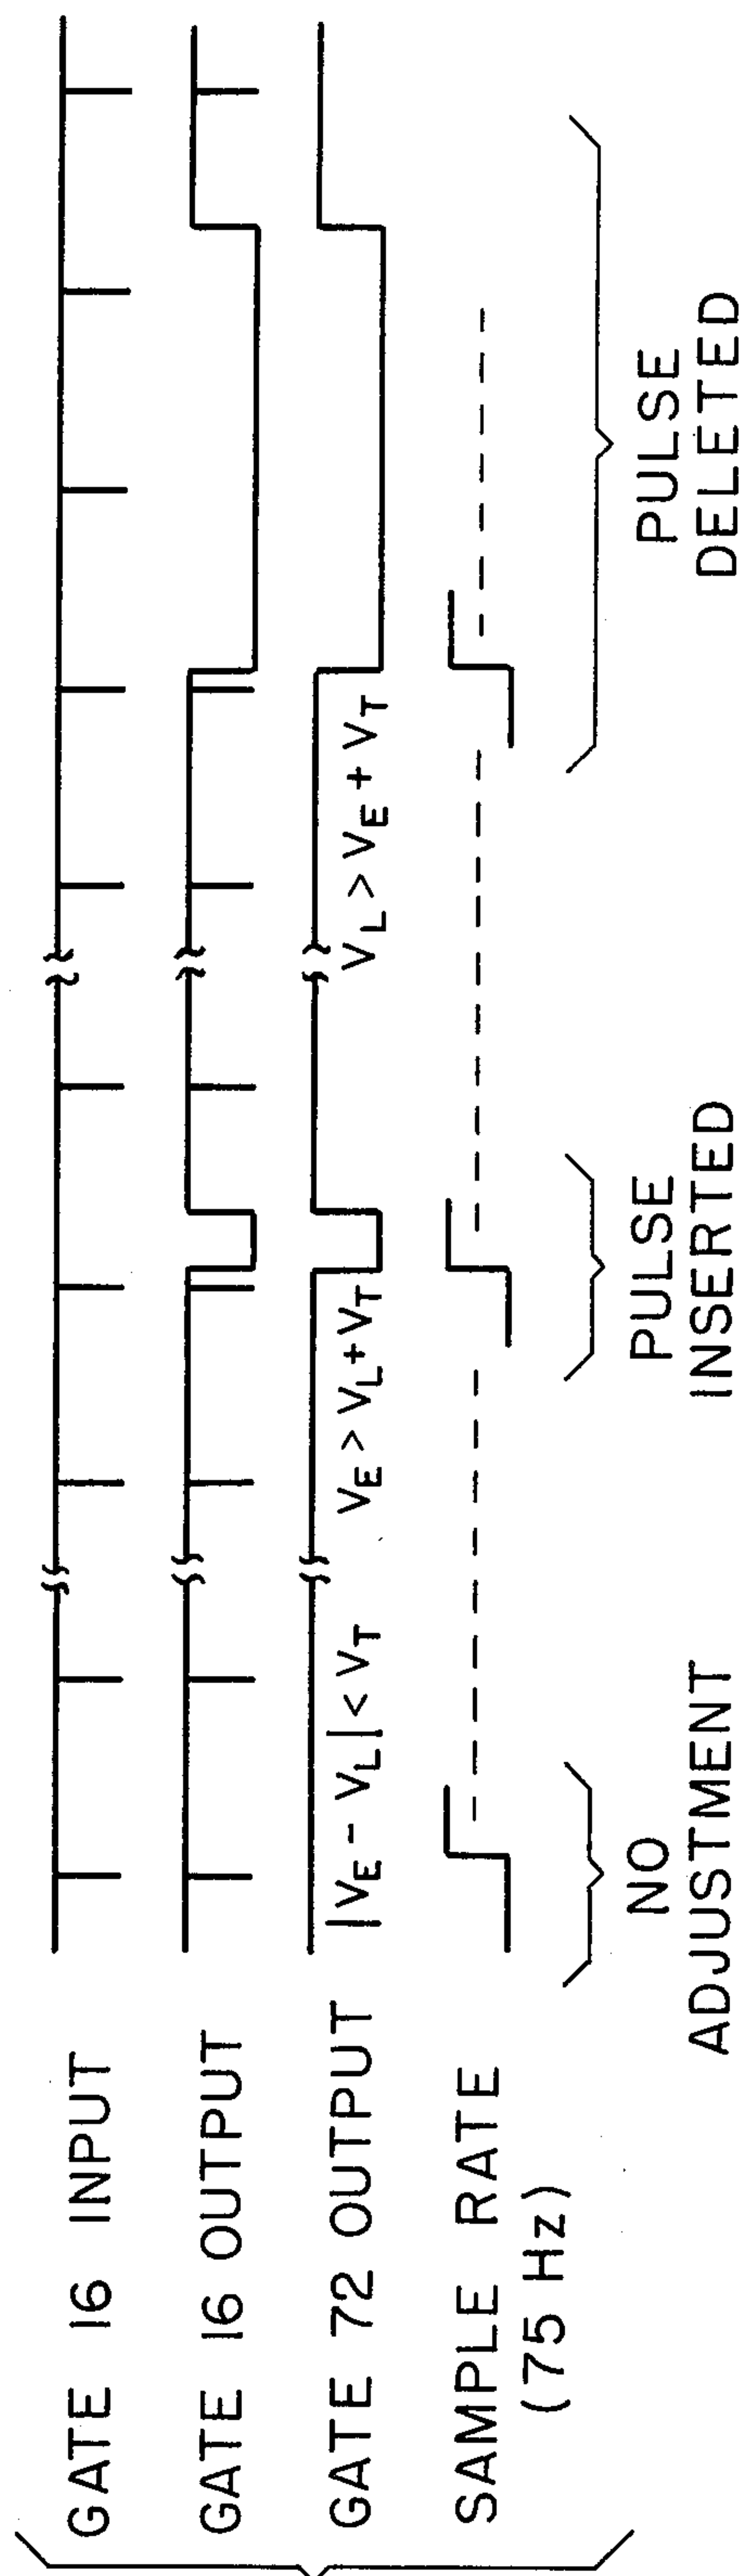 GATE 16 INPUT
GATE 16 OUTPUT
GATE 72 OUTPUT
|VE - VL| < VT
VE > VL + VT
VL > VE + VT
SAMPLE RATE
(75 Hz)
NO
ADJUSTMENT
PULSE
INSERTED
PULSE
DELETED